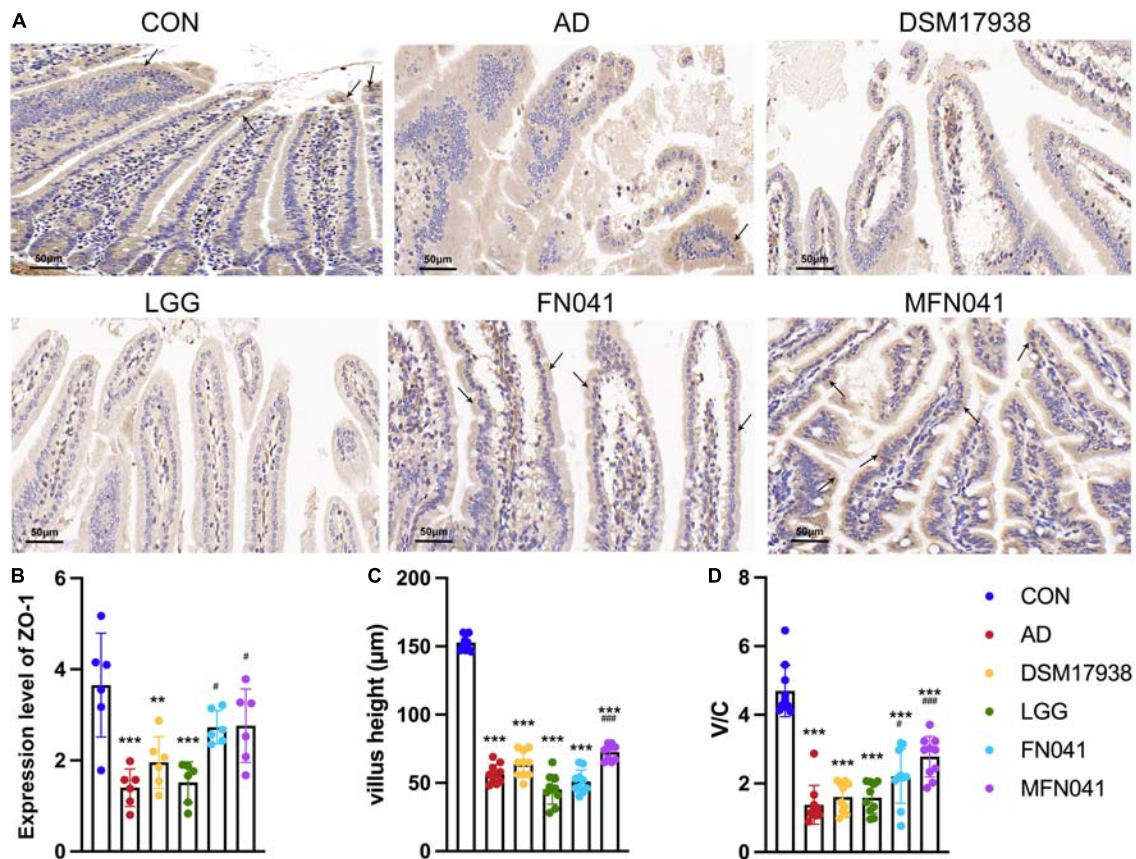 A
CON
AD
DSM17938
50μm
50μm
50μm
LGG
FN041
MFN041
50μm
50μm
50μm
B
Expression level of ZO-1
6
4
2
0
***
**
***
#
#
C
villus height (μm)
200
150
100
50
0
***
***
***
***
***
###
D
V/C
8
6
4
2
0
***
***
***
***
#
***
###
CON
AD
DSM17938
LGG
FN041
MFN041